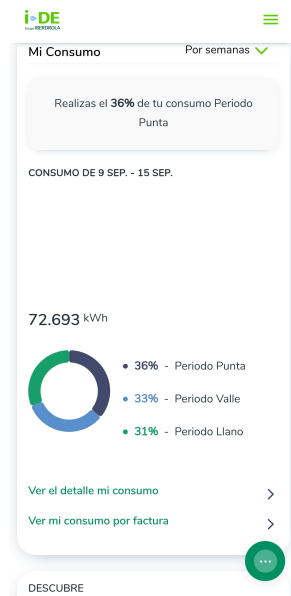 i-DE
Grupo IBERDROLA
Mi Consumo
Por semanas
Realizas el 36% de tu consumo Periodo
Punta
CONSUMO DE 9 SEP. - 15 SEP.
72.693 kWh
36% - Periodo Punta
33% - Periodo Valle
31% - Periodo Llano
Ver el detalle mi consumo
Ver mi consumo por factura
DESCUBRE